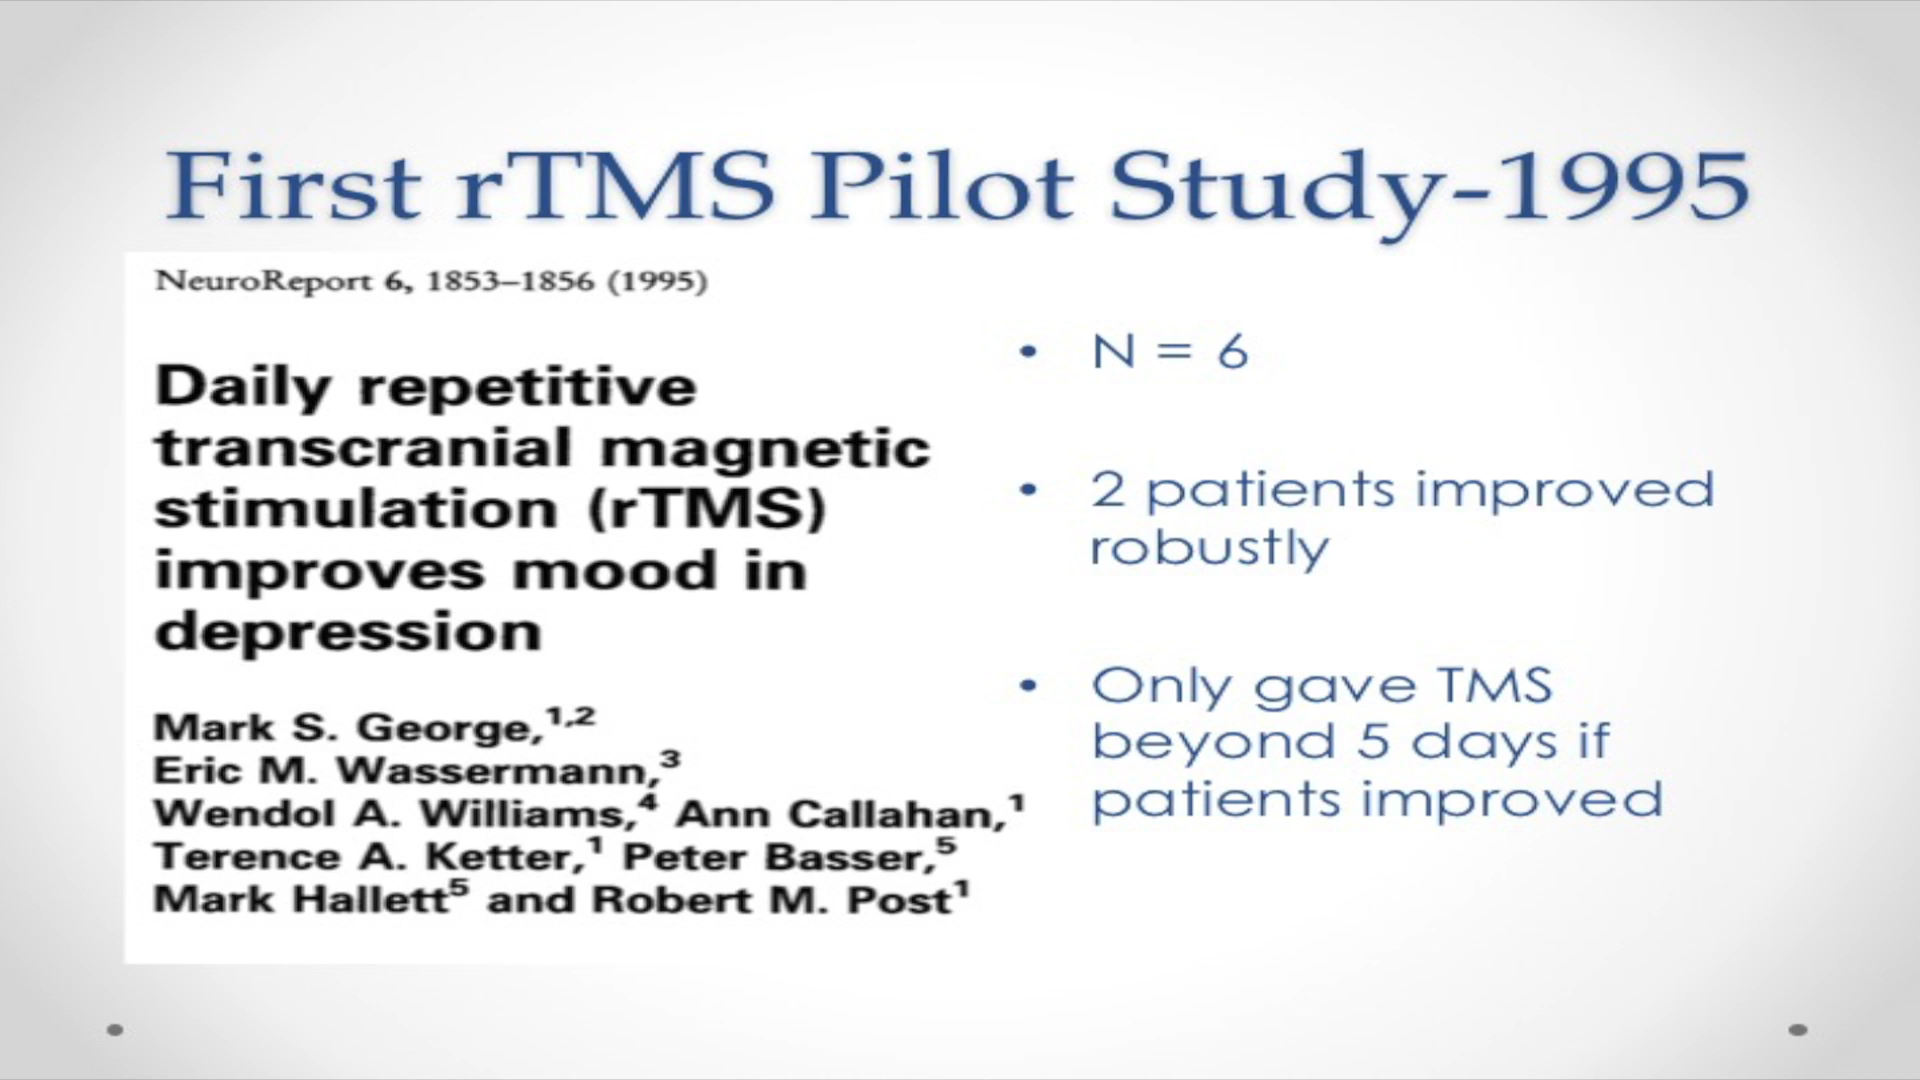 First rTMS Pilot Study-1995
NeuroReport 6, 1853–1856 (1995)
Daily repetitive
transcranial magnetic
stimulation (rTMS)
improves mood in
depression
Mark S. George,1,2
Eric M. Wassermann,3
Wendol A. Williams,4 Ann Callahan,1
Terence A. Ketter,1 Peter Basser,5
Mark Hallett5 and Robert M. Post1
• N = 6
• 2 patients improved
robustly
• Only gave TMS
beyond 5 days if
patients improved